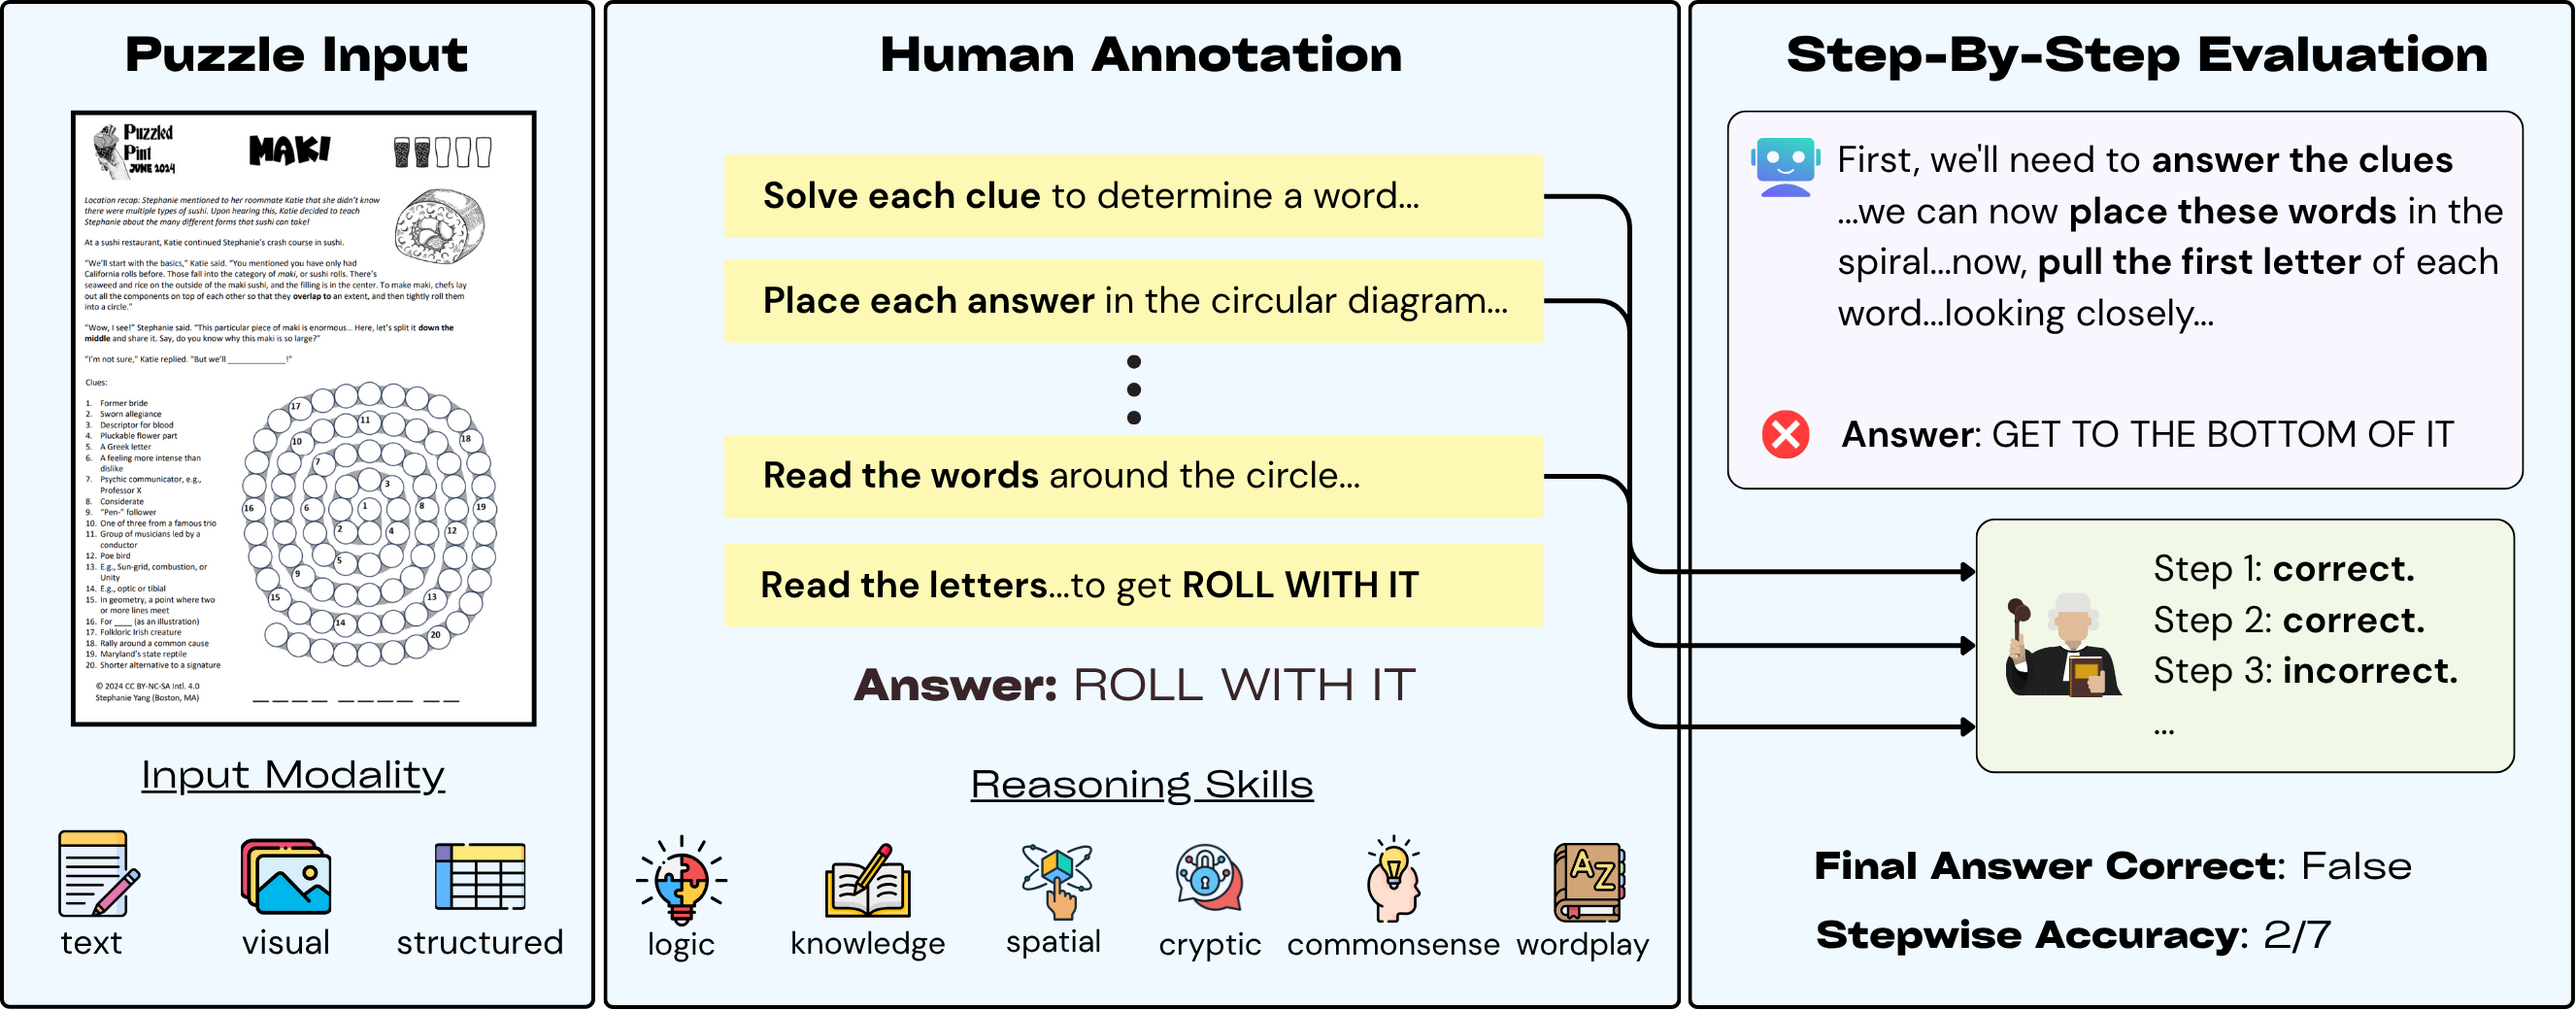 Puzzle Input
Puzzled
Pint
JUNE 2024
MAKI
Location recap: Stephanie mentioned to her roommate Katie that she didn't know
there were multiple types of sushi. Upon hearing this, Katie decided to teach
Stephanie about the many different forms that sushi can take!
At a sushi restaurant, Katie continued Stephanie's crash course in sushi.
"We'll start with the basics," Katie said. "You mentioned you have only had
California rolls before. Those fall into the category of maki, or sushi rolls. There's
seaweed and rice on the outside of the maki sushi, and the filling is in the center. To make maki, chefs lay
out all the components on top of each other so that they overlap to an extent, and then tightly roll them
into a circle."
"Wow, I see!" Stephanie said. "This particular piece of maki is enormous... Here, let's split it down the
middle and share it. Say, do you know why this maki is so large?"
"I'm not sure," Katie replied. "But we'll ____________!"
Clues:
1. Former bride
2. Sworn allegiance
3. Descriptor for blood
4. Pluckable flower part
5. A Greek letter
6. A feeling more intense than
dislike
7. Psychic communicator, e.g.,
Professor X
8. Considerate
9. "Pen-" follower
10. One of three from a famous trio
11. Group of musicians led by a
conductor
12. Poe bird
13. E.g., Sun-grid, combustion, or
Unity
14. E.g., optic or tibial
15. In geometry, a point where two
or more lines meet
16. For ____ (as an illustration)
17. Folkloric Irish creature
18. Rally around a common cause
19. Maryland's state reptile
20. Shorter alternative to a signature
17
11
10
18
7
3
16
6
1
8
19
2
4
12
5
9
15
13
14
20
© 2024 CC BY-NC-SA Intl. 4.0
Stephanie Yang (Boston, MA)
Input Modality
text
visual
structured
Human Annotation
Solve each clue to determine a word...
Place each answer in the circular diagram...
Read the words around the circle...
Read the letters...to get ROLL WITH IT
Answer: ROLL WITH IT
Reasoning Skills
AZ
logic
knowledge
spatial
cryptic
commonsense
wordplay
Step-By-Step Evaluation
First, we'll need to answer the clues
...we can now place these words in the
spiral...now, pull the first letter of each
word...looking closely...
Answer: GET TO THE BOTTOM OF IT
Step 1: correct.
Step 2: correct.
Step 3: incorrect.
...
Final Answer Correct: False
Stepwise Accuracy: 2/7